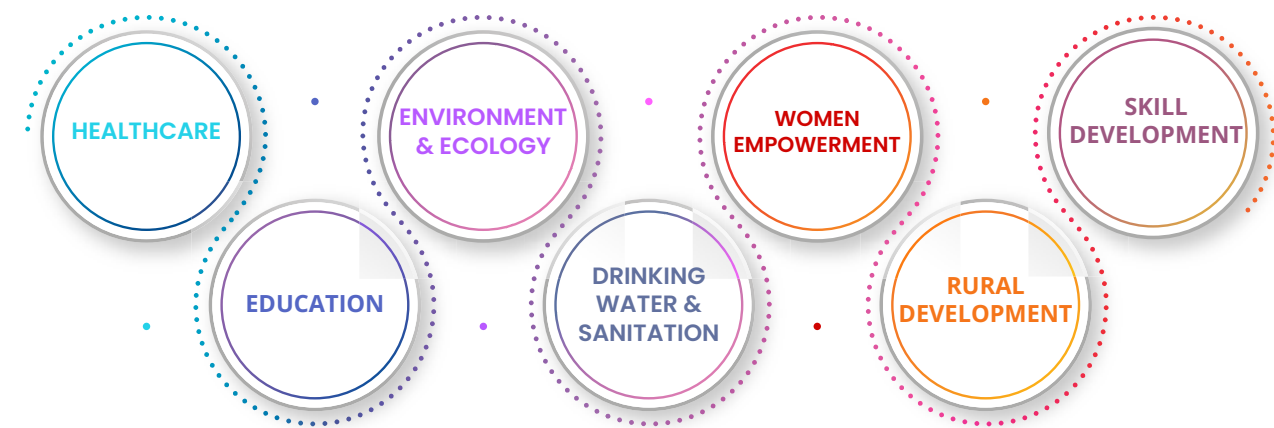 HEALTHCARE
ENVIRONMENT
& ECOLOGY
WOMEN
EMPOWERMENT
SKILL
DEVELOPMENT
EDUCATION
DRINKING
WATER &
SANITATION
RURAL
DEVELOPMENT